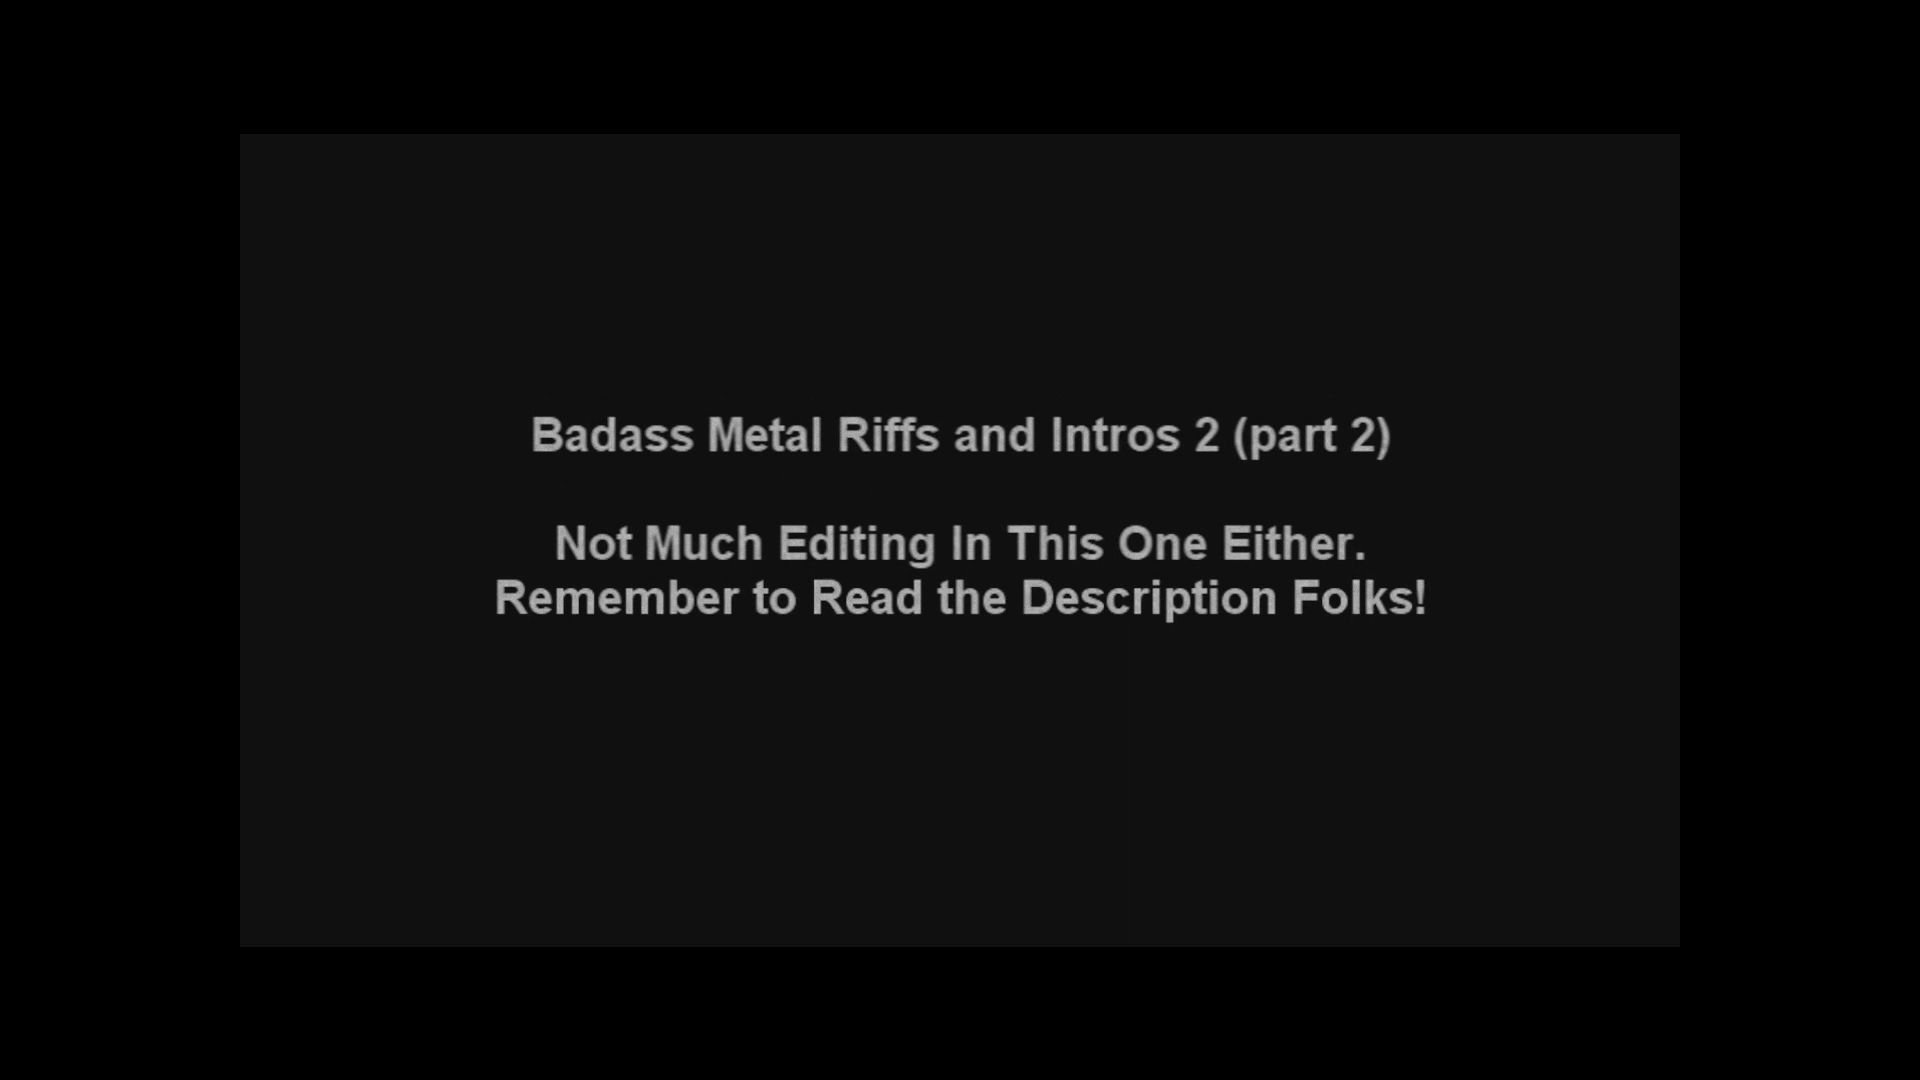 Badass Metal Riffs and Intros 2 (part 2)
Not Much Editing In This One Either.
Remember to Read the Description Folks!